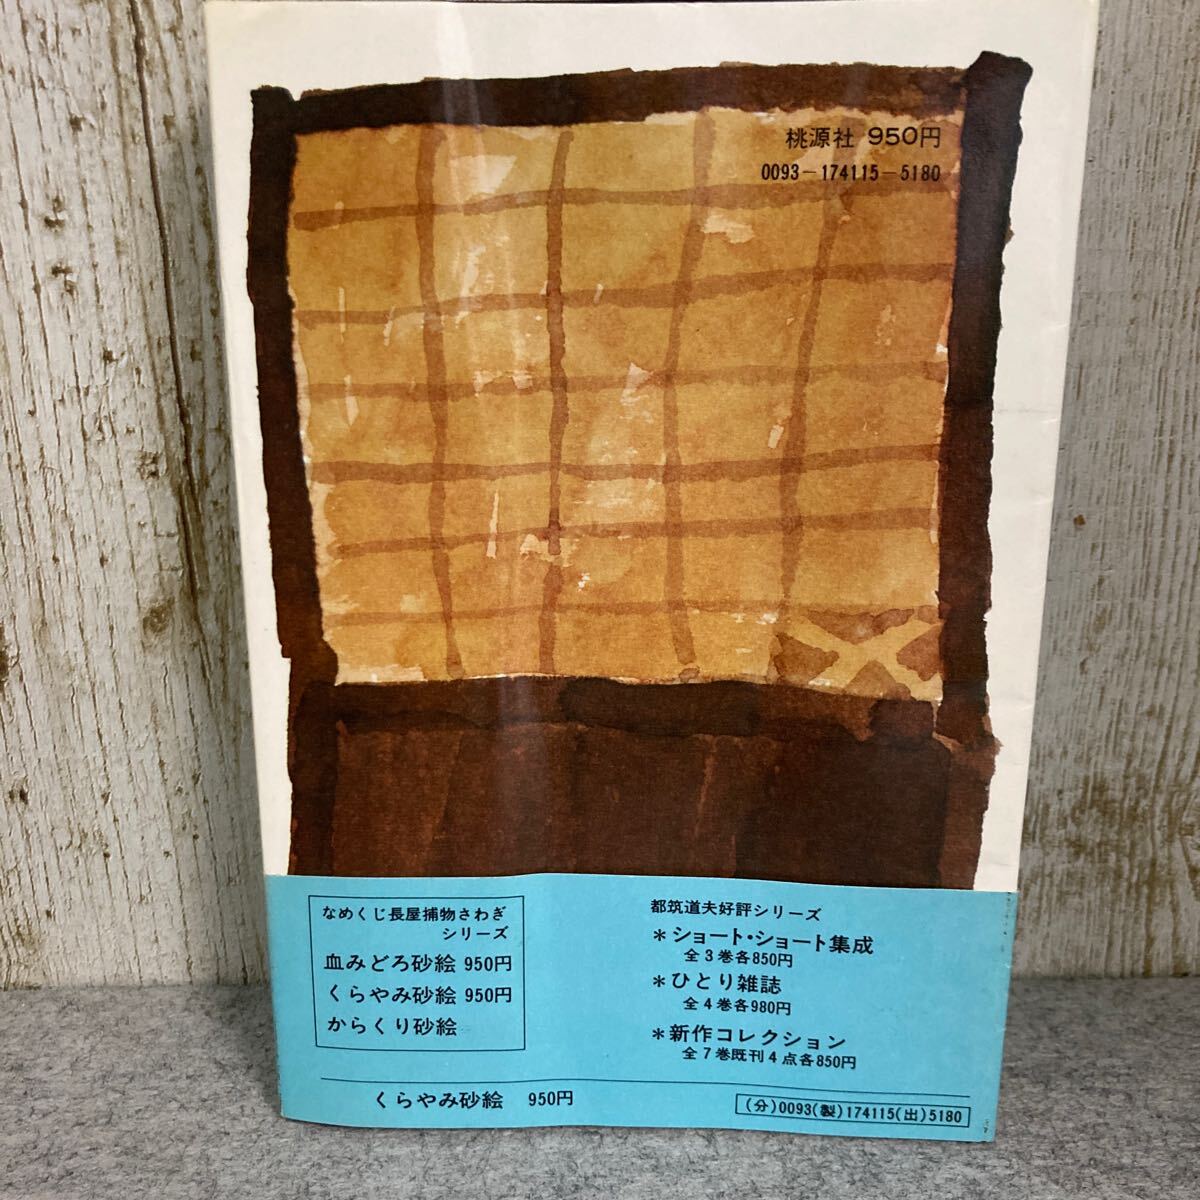 桃源社 950円
0093-174115-5180
なめくじ長屋捕物さわぎ
シリーズ
血みどろ砂絵 950円
くらやみ砂絵 950円
からくり砂絵
都筑道夫好評シリーズ
＊ショート・ショート集成
全3巻各850円
＊ひとり雑誌
全4巻各980円
＊新作コレクション
全7巻既刊4点各850円
くらやみ砂絵 950円
(分)0093(製)174115(出)5180